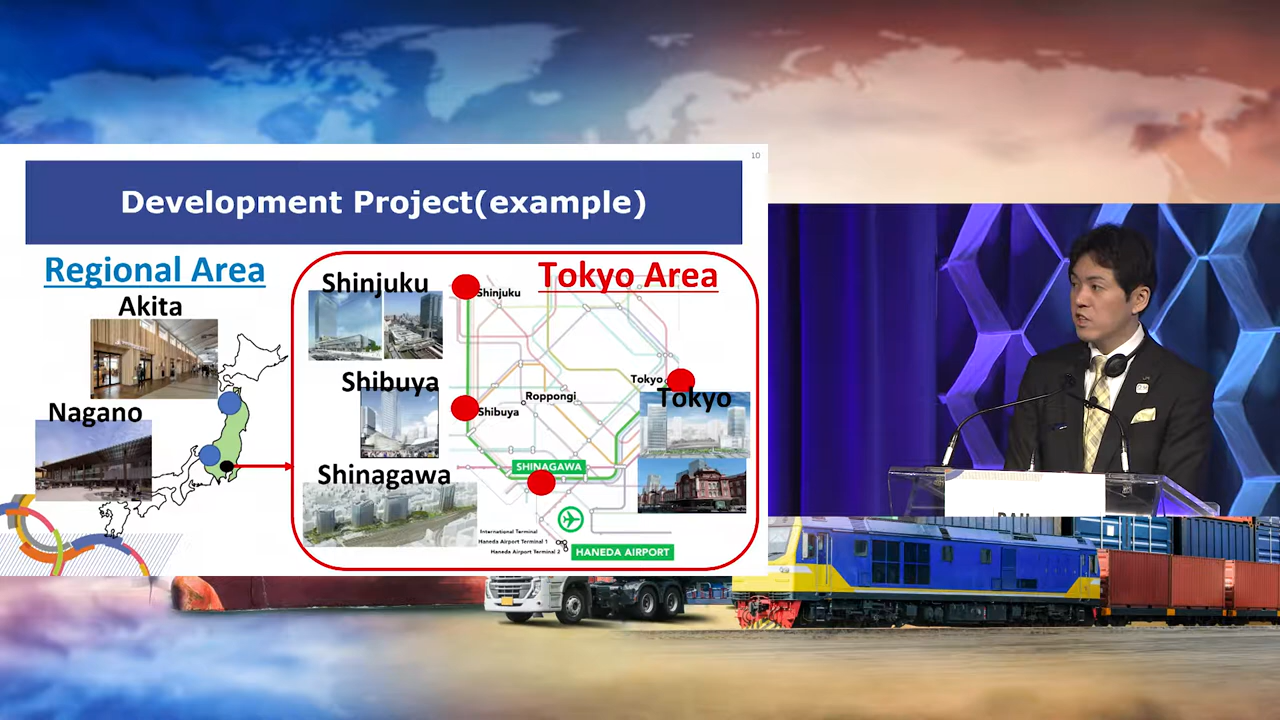 10
Development Project(example)
Regional Area
Akita
Nagano
Tokyo Area
Shinjuku
Shinjuku
Shibuya
Shibuya
Roppongi
Tokyo
Tokyo
Shinagawa
SHINAGAWA
International Terminal
Haneda Airport Terminal 1
Haneda Airport Terminal 2
HANEDA AIRPORT